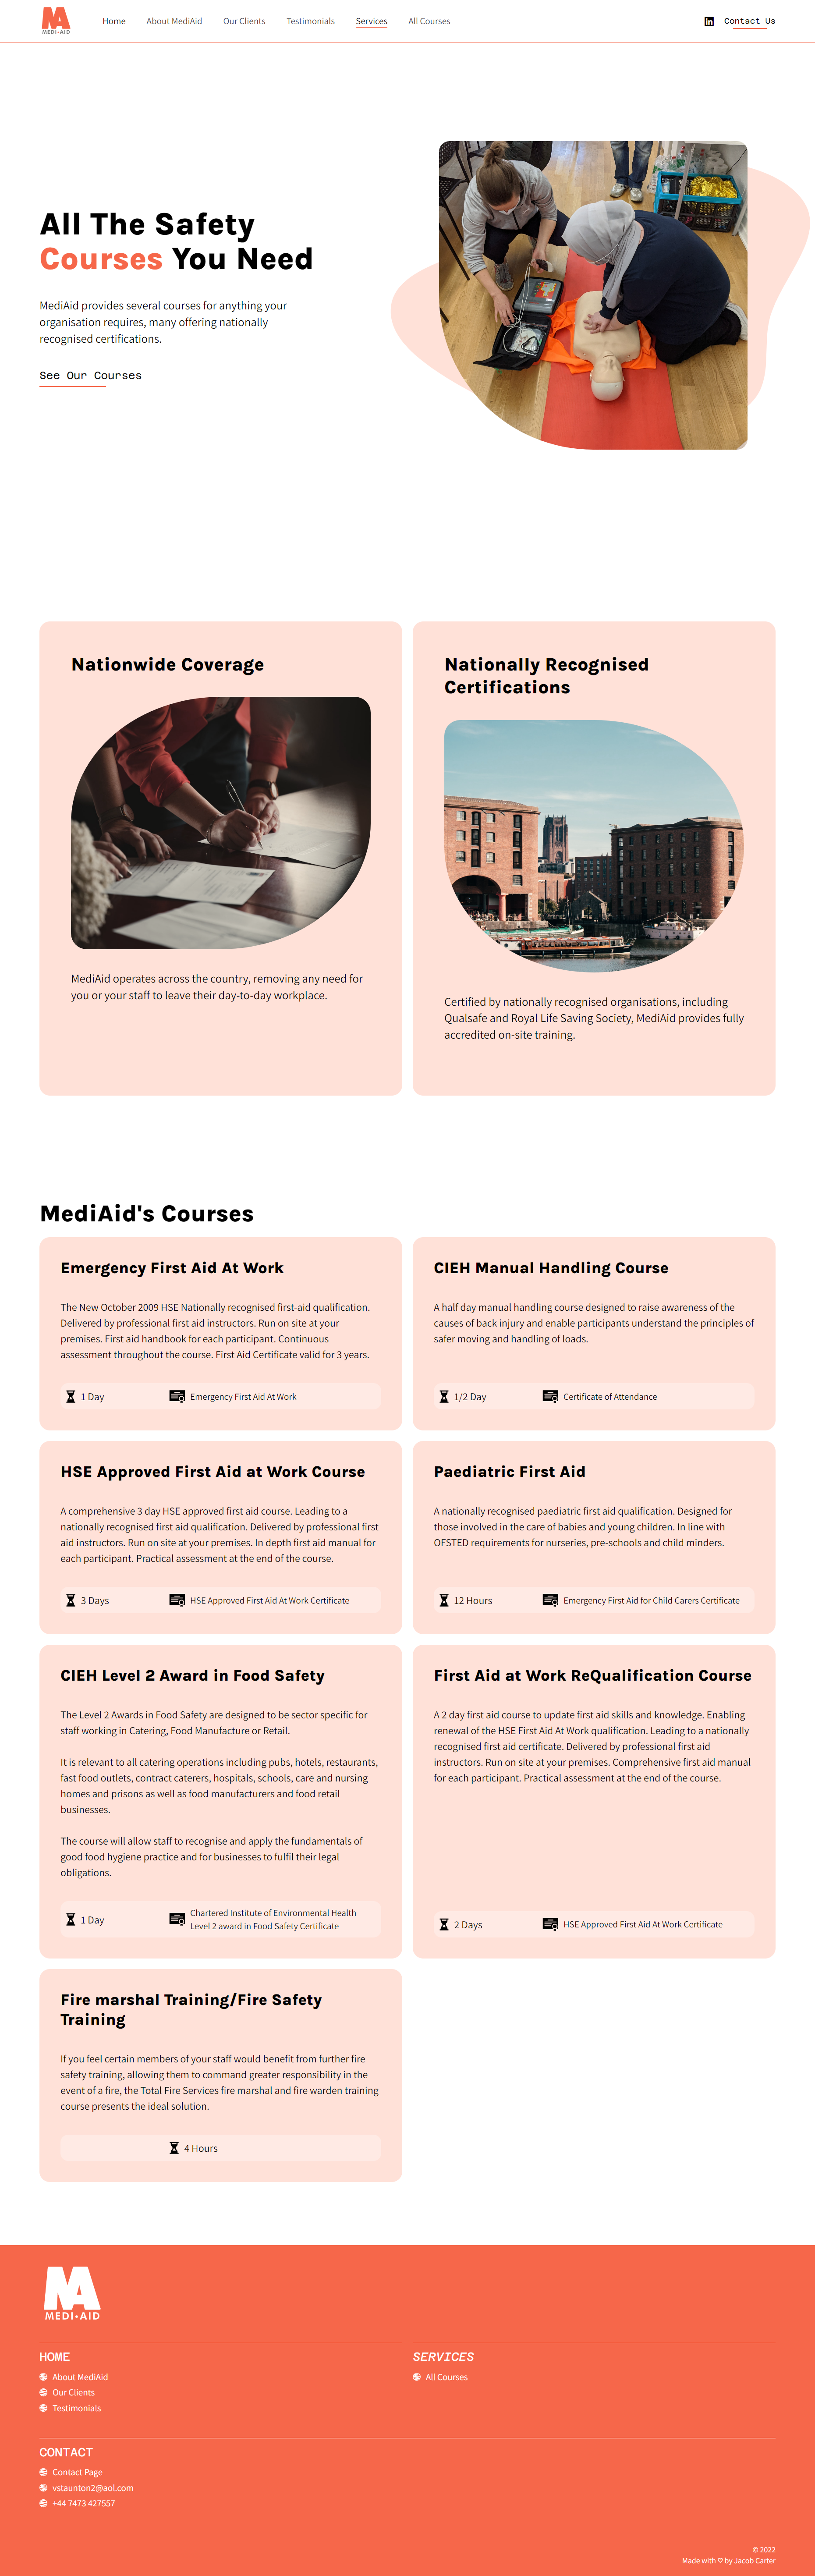 MEDI•AID
Home
About MediAid
Our Clients
Testimonials
Services
All Courses
Contact Us
All The Safety
Courses You Need
MediAid provides several courses for anything your
organisation requires, many offering nationally
recognised certifications.
See Our Courses
Nationwide Coverage
MediAid operates across the country, removing any need for
you or your staff to leave their day-to-day workplace.
Nationally Recognised
Certifications
Certified by nationally recognised organisations, including
Qualsafe and Royal Life Saving Society, MediAid provides fully
accredited on-site training.
MediAid's Courses
Emergency First Aid At Work
The New October 2009 HSE Nationally recognised first-aid qualification.
Delivered by professional first aid instructors. Run on site at your
premises. First aid handbook for each participant. Continuous
assessment throughout the course. First Aid Certificate valid for 3 years.
1 Day
Emergency First Aid At Work
CIEH Manual Handling Course
A half day manual handling course designed to raise awareness of the
causes of back injury and enable participants understand the principles of
safer moving and handling of loads.
1/2 Day
Certificate of Attendance
HSE Approved First Aid at Work Course
A comprehensive 3 day HSE approved first aid course. Leading to a
nationally recognised first aid qualification. Delivered by professional first
aid instructors. Run on site at your premises. In depth first aid manual for
each participant. Practical assessment at the end of the course.
3 Days
HSE Approved First Aid At Work Certificate
Paediatric First Aid
A nationally recognised paediatric first aid qualification. Designed for
those involved in the care of babies and young children. In line with
OFSTED requirements for nurseries, pre-schools and child minders.
12 Hours
Emergency First Aid for Child Carers Certificate
CIEH Level 2 Award in Food Safety
The Level 2 Awards in Food Safety are designed to be sector specific for
staff working in Catering, Food Manufacture or Retail.
It is relevant to all catering operations including pubs, hotels, restaurants,
fast food outlets, contract caterers, hospitals, schools, care and nursing
homes and prisons as well as food manufacturers and food retail
businesses.
The course will allow staff to recognise and apply the fundamentals of
good food hygiene practice and for businesses to fulfil their legal
obligations.
1 Day
Chartered Institute of Environmental Health
Level 2 award in Food Safety Certificate
First Aid at Work ReQualification Course
A 2 day first aid course to update first aid skills and knowledge. Enabling
renewal of the HSE First Aid At Work qualification. Leading to a nationally
recognised first aid certificate. Delivered by professional first aid
instructors. Run on site at your premises. Comprehensive first aid manual
for each participant. Practical assessment at the end of the course.
2 Days
HSE Approved First Aid At Work Certificate
Fire marshal Training/Fire Safety
Training
If you feel certain members of your staff would benefit from further fire
safety training, allowing them to command greater responsibility in the
event of a fire, the Total Fire Services fire marshal and fire warden training
course presents the ideal solution.
4 Hours
MEDI•AID
HOME
About MediAid
Our Clients
Testimonials
SERVICES
All Courses
CONTACT
Contact Page
vstaunton2@aol.com
+44 7473 427557
© 2022
Made with ♡ by Jacob Carter